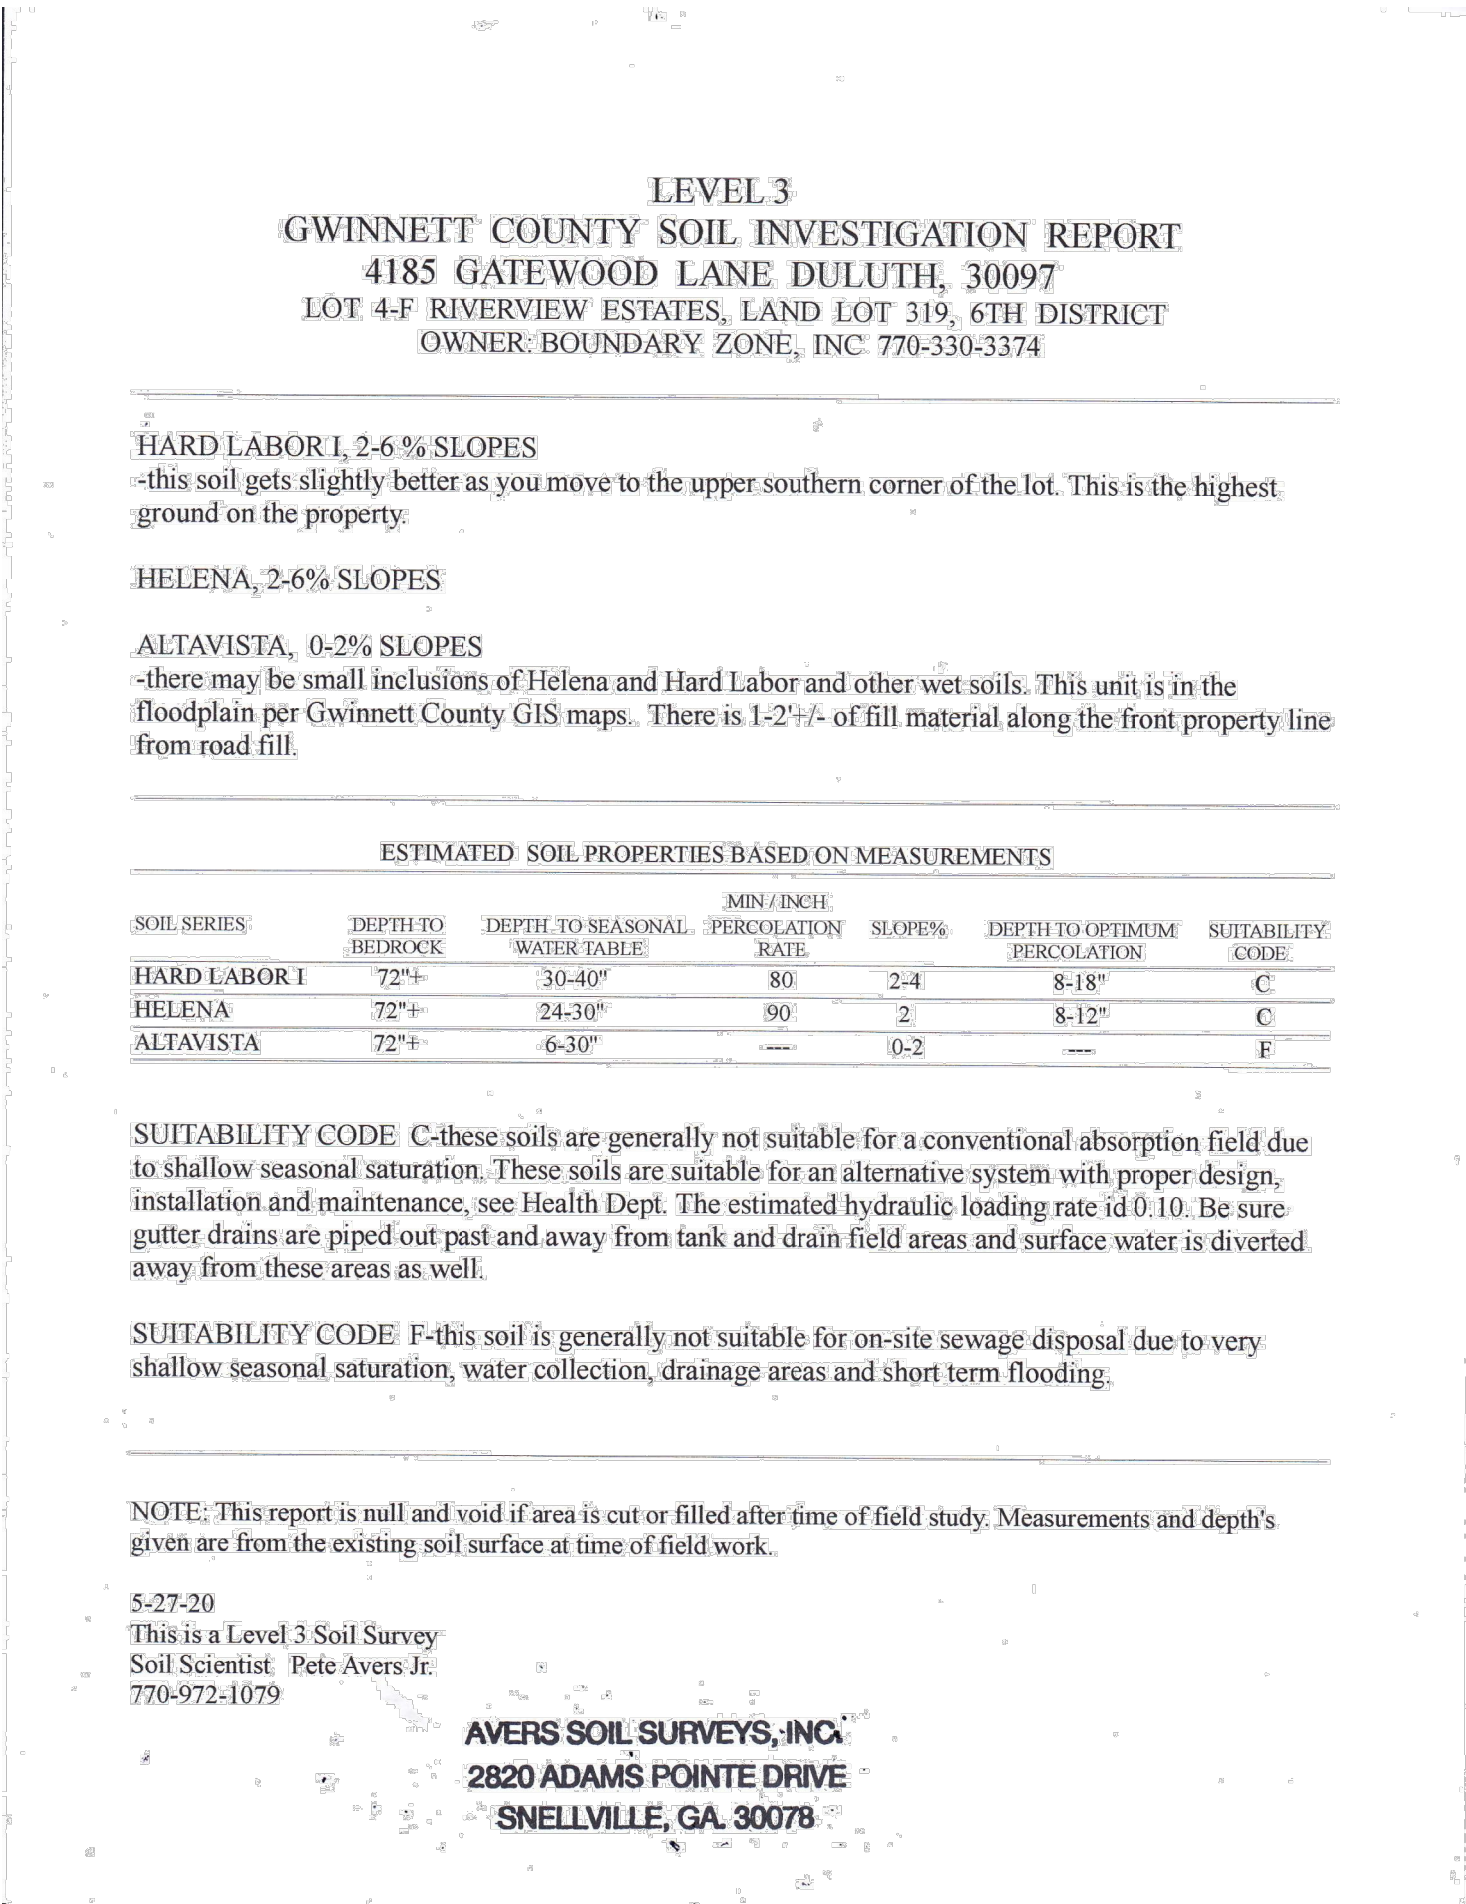 LEVEL 3
GWINNETT COUNTY SOIL INVESTIGATION REPORT
4185 GATEWOOD LANE DULUTH, 30097
LOT 4-F RIVERVIEW ESTATES, LAND LOT 319, 6TH DISTRICT
OWNER: BOUNDARY ZONE, INC 770-330-3374
HARD LABOR I, 2-6 % SLOPES
-this soil gets slightly better as you move to the upper southern corner of the lot. This is the highest
ground on the property.
HELENA, 2-6% SLOPES
ALTAVISTA, 0-2% SLOPES
-there may be small inclusions of Helena and Hard Labor and other wet soils. This unit is in the
floodplain per Gwinnett County GIS maps. There is 1-2'+/- of fill material along the front property line
from road fill.
ESTIMATED SOIL PROPERTIES BASED ON MEASUREMENTS
MIN / INCH
SOIL SERIES DEPTH TO DEPTH TO SEASONAL PERCOLATION SLOPE% DEPTH TO OPTIMUM SUITABILITY
BEDROCK WATER TABLE RATE PERCOLATION CODE
HARD LABOR I 72"+ 30-40" 80 2-4 8-18" C
HELENA 72"+ 24-30" 90 2 8-12" C
ALTAVISTA 72"+ 6-30" --- 0-2 --- F
SUITABILITY CODE C-these soils are generally not suitable for a conventional absorption field due
to shallow seasonal saturation. These soils are suitable for an alternative system with proper design,
installation and maintenance, see Health Dept. The estimated hydraulic loading rate id 0.10. Be sure
gutter drains are piped out past and away from tank and drain field areas and surface water is diverted
away from these areas as well.
SUITABILITY CODE F-this soil is generally not suitable for on-site sewage disposal due to very
shallow seasonal saturation, water collection, drainage areas and short term flooding.
NOTE: This report is null and void if area is cut or filled after time of field study. Measurements and depth's
given are from the existing soil surface at time of field work.
5-27-20
This is a Level 3 Soil Survey
Soil Scientist Pete Avers Jr.
770-972-1079
AVERS SOIL SURVEYS, INC.
2820 ADAMS POINTE DRIVE
SNELLVILLE, GA. 30078